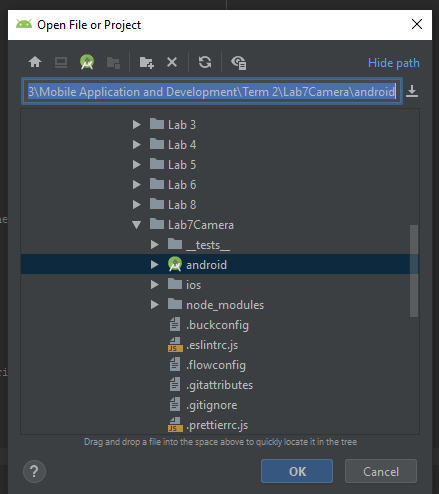 Open File or Project
Hide path
3\Mobile Application and Development\Term 2\Lab7Camera\android
Lab 3
Lab 4
Lab 5
Lab 6
Lab 8
Lab7Camera
__tests__
android
ios
node_modules
.buckconfig
JS .eslintrc.js
.flowconfig
.gitattributes
.gitignore
JS .prettierrc.js
Drag and drop a file into the space above to quickly locate it in the tree
? OK Cancel